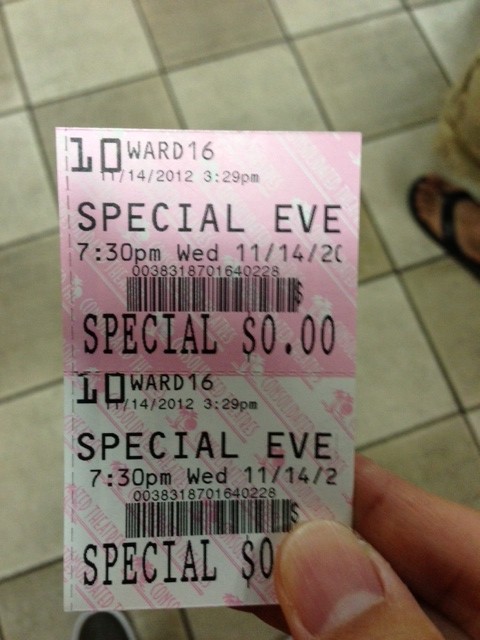 10 WARD16
11/14/2012 3:29pm
SPECIAL EVE
7:30pm Wed 11/14/20
0038318701640228
$
SPECIAL $0.00
10 WARD16
11/14/2012 3:29pm
SPECIAL EVE
7:30pm Wed 11/14/2
0038318701640228
$
SPECIAL $0